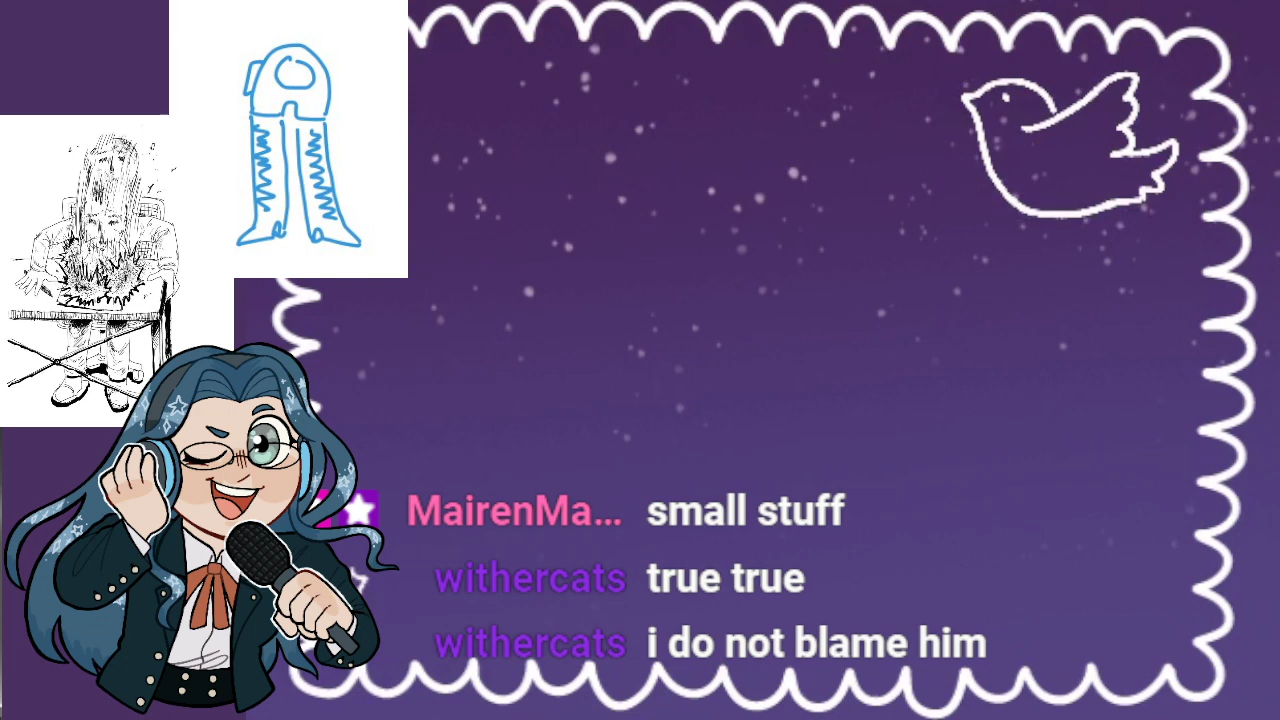 MairenMa... small stuff
withercats true true
withercats i do not blame him